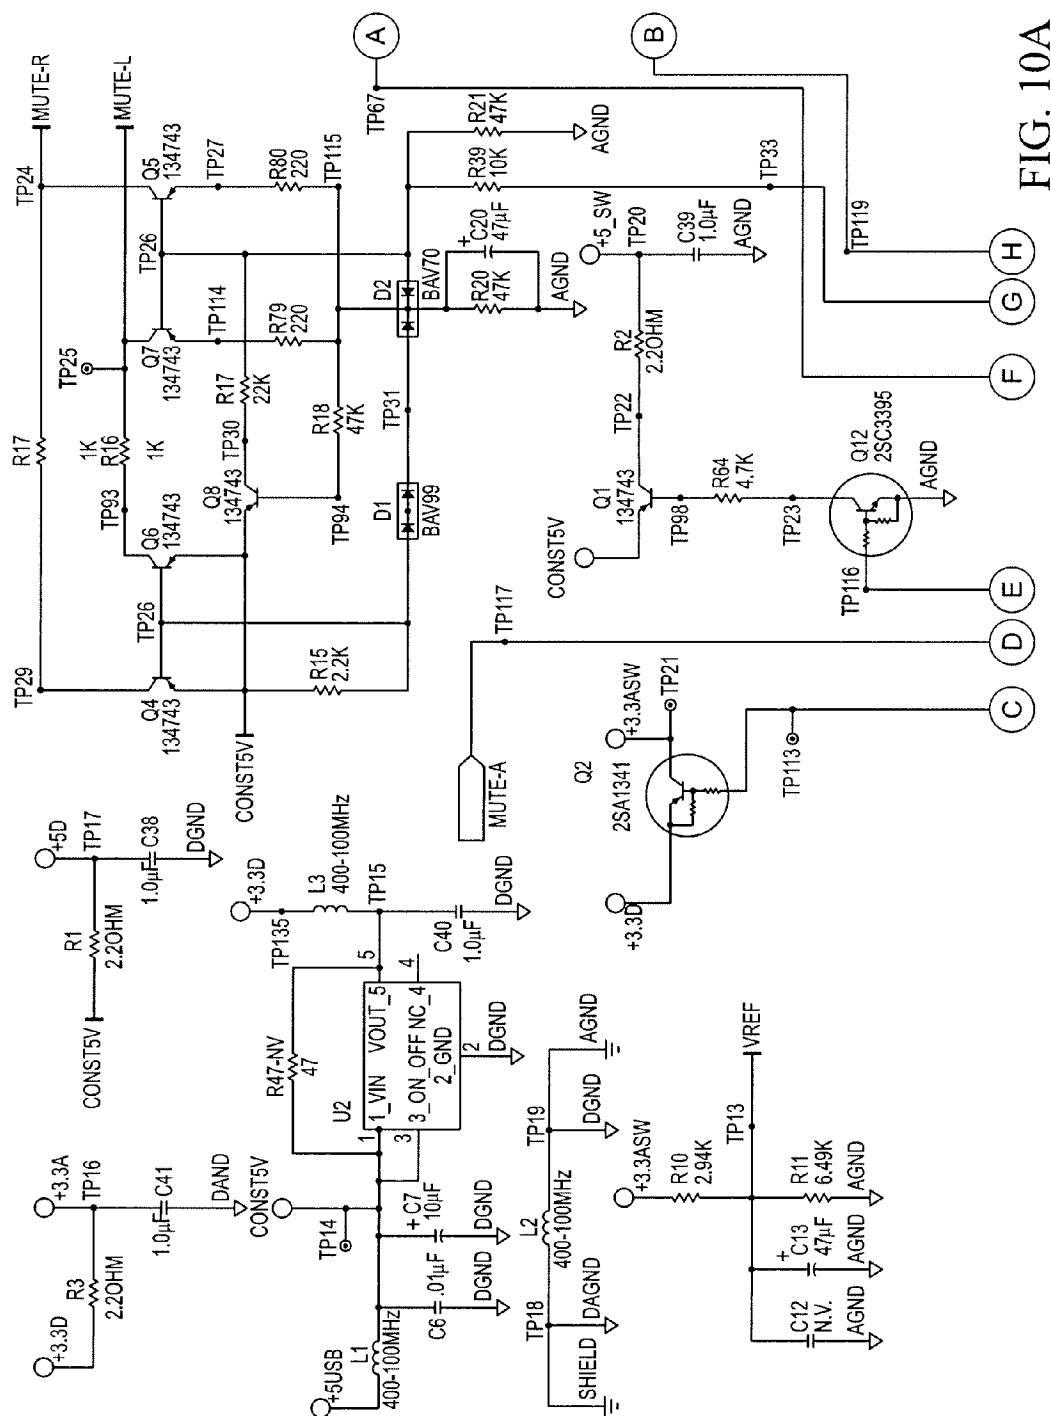 FIG. 10A
+3.3D
R3
2.2OHM
TP16
+3.3A
1.0µF
C41
DAND
CONST5V
R1
2.2OHM
TP17
+5D
1.0µF
C38
DGND
+5USB
L1
400-100MHz
C6
.01µF
DGND
+
C7
10µF
DGND
TP14
CONST5V
R47-NV
47
U2
1
3
1_VIN
VOUT_5
3_ON_OFF
NC_4
2_GND
5
4
2
DGND
TP135
+3.3D
L3
400-100MHz
TP15
C40
1.0µF
DGND
SHIELD
TP18
DAGND
L2
400-100MHz
TP19
DGND
AGND
+3.3ASW
R10
2.94K
TP13
VREF
C12
N.V.
AGND
+
C13
47µF
AGND
R11
6.49K
AGND
TP29
R17
TP24
MUTE-R
TP93
1K
R16
1K
TP25
MUTE-L
Q4
134743
TP26
Q6
134743
Q7
134743
TP26
Q5
134743
CONST5V
R15
2.2K
Q8
134743
TP30
R17
22K
TP114
TP27
R79
220
R80
220
TP94
R18
47K
TP115
D1
BAV99
TP31
D2
BAV70
R20
47K
+
C20
47µF
AGND
R39
10K
R21
47K
AGND
TP33
TP67
A
B
MUTE-A
TP117
CONST5V
Q1
134743
TP22
R2
2.2OHM
TP20
+5_SW
C39
1.0µF
AGND
TP98
R64
4.7K
TP23
Q12
2SC3395
AGND
TP116
TP119
+3.3D
Q2
2SA1341
+3.3ASW
TP21
TP113
C
D
E
F
G
H